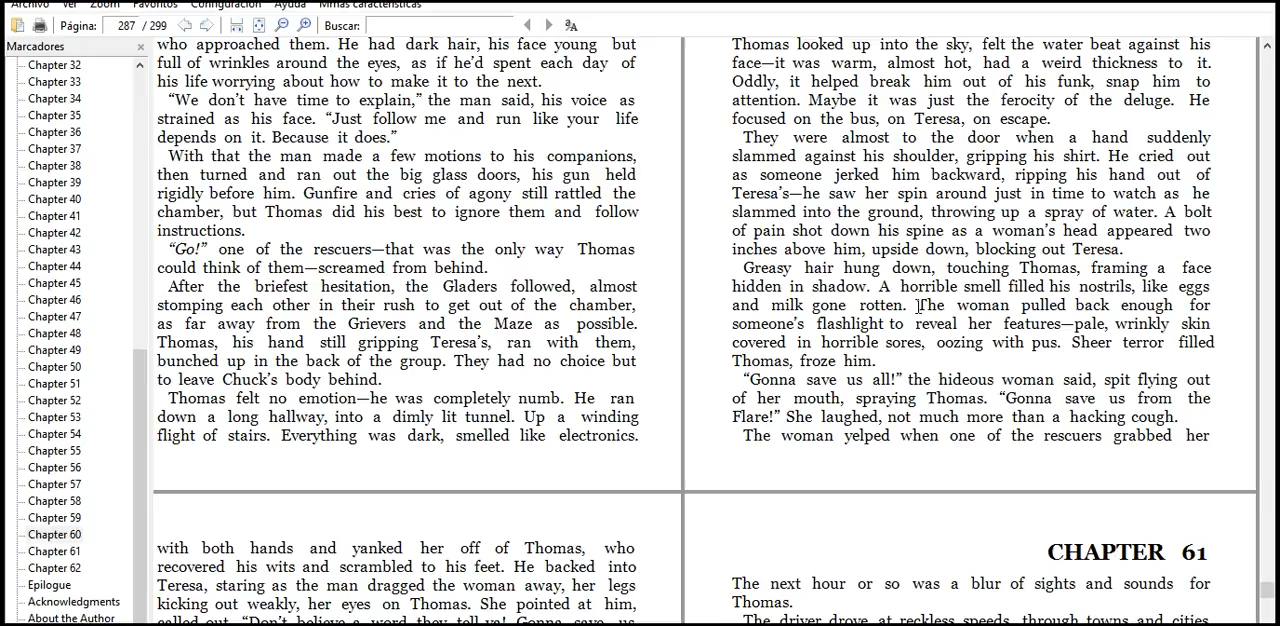 Archivo Ver Zoom Favoritos Configuración Ayuda Mínas características
Página: 287 / 299 Buscar:
Marcadores
Chapter 32
Chapter 33
Chapter 34
Chapter 35
Chapter 36
Chapter 37
Chapter 38
Chapter 39
Chapter 40
Chapter 41
Chapter 42
Chapter 43
Chapter 44
Chapter 45
Chapter 46
Chapter 47
Chapter 48
Chapter 49
Chapter 50
Chapter 51
Chapter 52
Chapter 53
Chapter 54
Chapter 55
Chapter 56
Chapter 57
Chapter 58
Chapter 59
Chapter 60
Chapter 61
Chapter 62
Epilogue
Acknowledgments
About the Author
who approached them. He had dark hair, his face young but
full of wrinkles around the eyes, as if he’d spent each day of
his life worrying about how to make it to the next.
“We don’t have time to explain,” the man said, his voice as
strained as his face. “Just follow me and run like your life
depends on it. Because it does.”
With that the man made a few motions to his companions,
then turned and ran out the big glass doors, his gun held
rigidly before him. Gunfire and cries of agony still rattled the
chamber, but Thomas did his best to ignore them and follow
instructions.
“Go!” one of the rescuers—that was the only way Thomas
could think of them—screamed from behind.
After the briefest hesitation, the Gladers followed, almost
stomping each other in their rush to get out of the chamber,
as far away from the Grievers and the Maze as possible.
Thomas, his hand still gripping Teresa’s, ran with them,
bunched up in the back of the group. They had no choice but
to leave Chuck’s body behind.
Thomas felt no emotion—he was completely numb. He ran
down a long hallway, into a dimly lit tunnel. Up a winding
flight of stairs. Everything was dark, smelled like electronics.
Thomas looked up into the sky, felt the water beat against his
face—it was warm, almost hot, had a weird thickness to it.
Oddly, it helped break him out of his funk, snap him to
attention. Maybe it was just the ferocity of the deluge. He
focused on the bus, on Teresa, on escape.
They were almost to the door when a hand suddenly
slammed against his shoulder, gripping his shirt. He cried out
as someone jerked him backward, ripping his hand out of
Teresa’s—he saw her spin around just in time to watch as he
slammed into the ground, throwing up a spray of water. A bolt
of pain shot down his spine as a woman’s head appeared two
inches above him, upside down, blocking out Teresa.
Greasy hair hung down, touching Thomas, framing a face
hidden in shadow. A horrible smell filled his nostrils, like eggs
and milk gone rotten. The woman pulled back enough for
someone’s flashlight to reveal her features—pale, wrinkly skin
covered in horrible sores, oozing with pus. Sheer terror filled
Thomas, froze him.
“Gonna save us all!” the hideous woman said, spit flying out
of her mouth, spraying Thomas. “Gonna save us from the
Flare!” She laughed, not much more than a hacking cough.
The woman yelped when one of the rescuers grabbed her
with both hands and yanked her off of Thomas, who
recovered his wits and scrambled to his feet. He backed into
Teresa, staring as the man dragged the woman away, her legs
kicking out weakly, her eyes on Thomas. She pointed at him,
called out, “Don’t believe a word they tell ya! Gonna save us
CHAPTER 61
The next hour or so was a blur of sights and sounds for
Thomas.
The driver drove at reckless speeds, through towns and cities